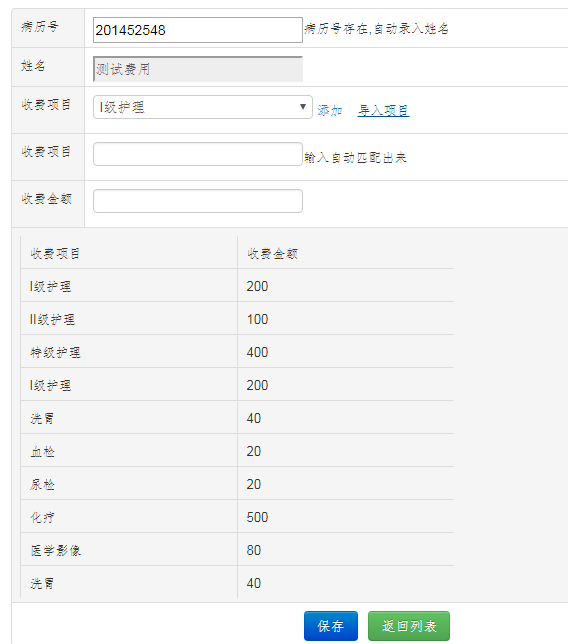 病历号 201452548 病历号存在,自动录入姓名
姓名 测试费用
收费项目 I级护理 添加 导入项目
收费项目 输入自动匹配出来
收费金额
收费项目 收费金额
I级护理 200
II级护理 100
特级护理 400
I级护理 200
洗胃 40
血检 20
尿检 20
化疗 500
医学影像 80
洗胃 40
保存 返回列表